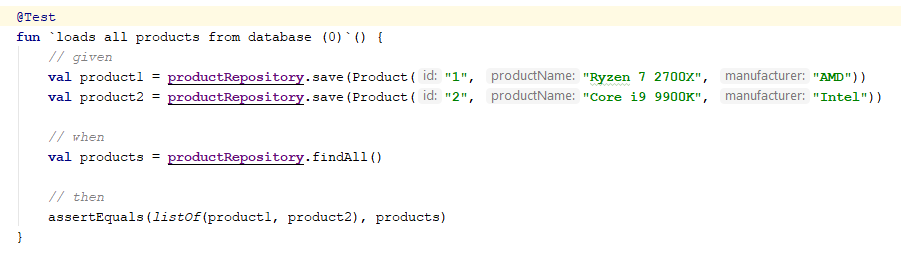 @Test
fun `loads all products from database (0)`() {
// given
val product1 = productRepository.save(Product( id: "1", productName: "Ryzen 7 2700X", manufacturer: "AMD"))
val product2 = productRepository.save(Product( id: "2", productName: "Core i9 9900K", manufacturer: "Intel"))
// when
val products = productRepository.findAll()
// then
assertEquals(listOf(product1, product2), products)
}